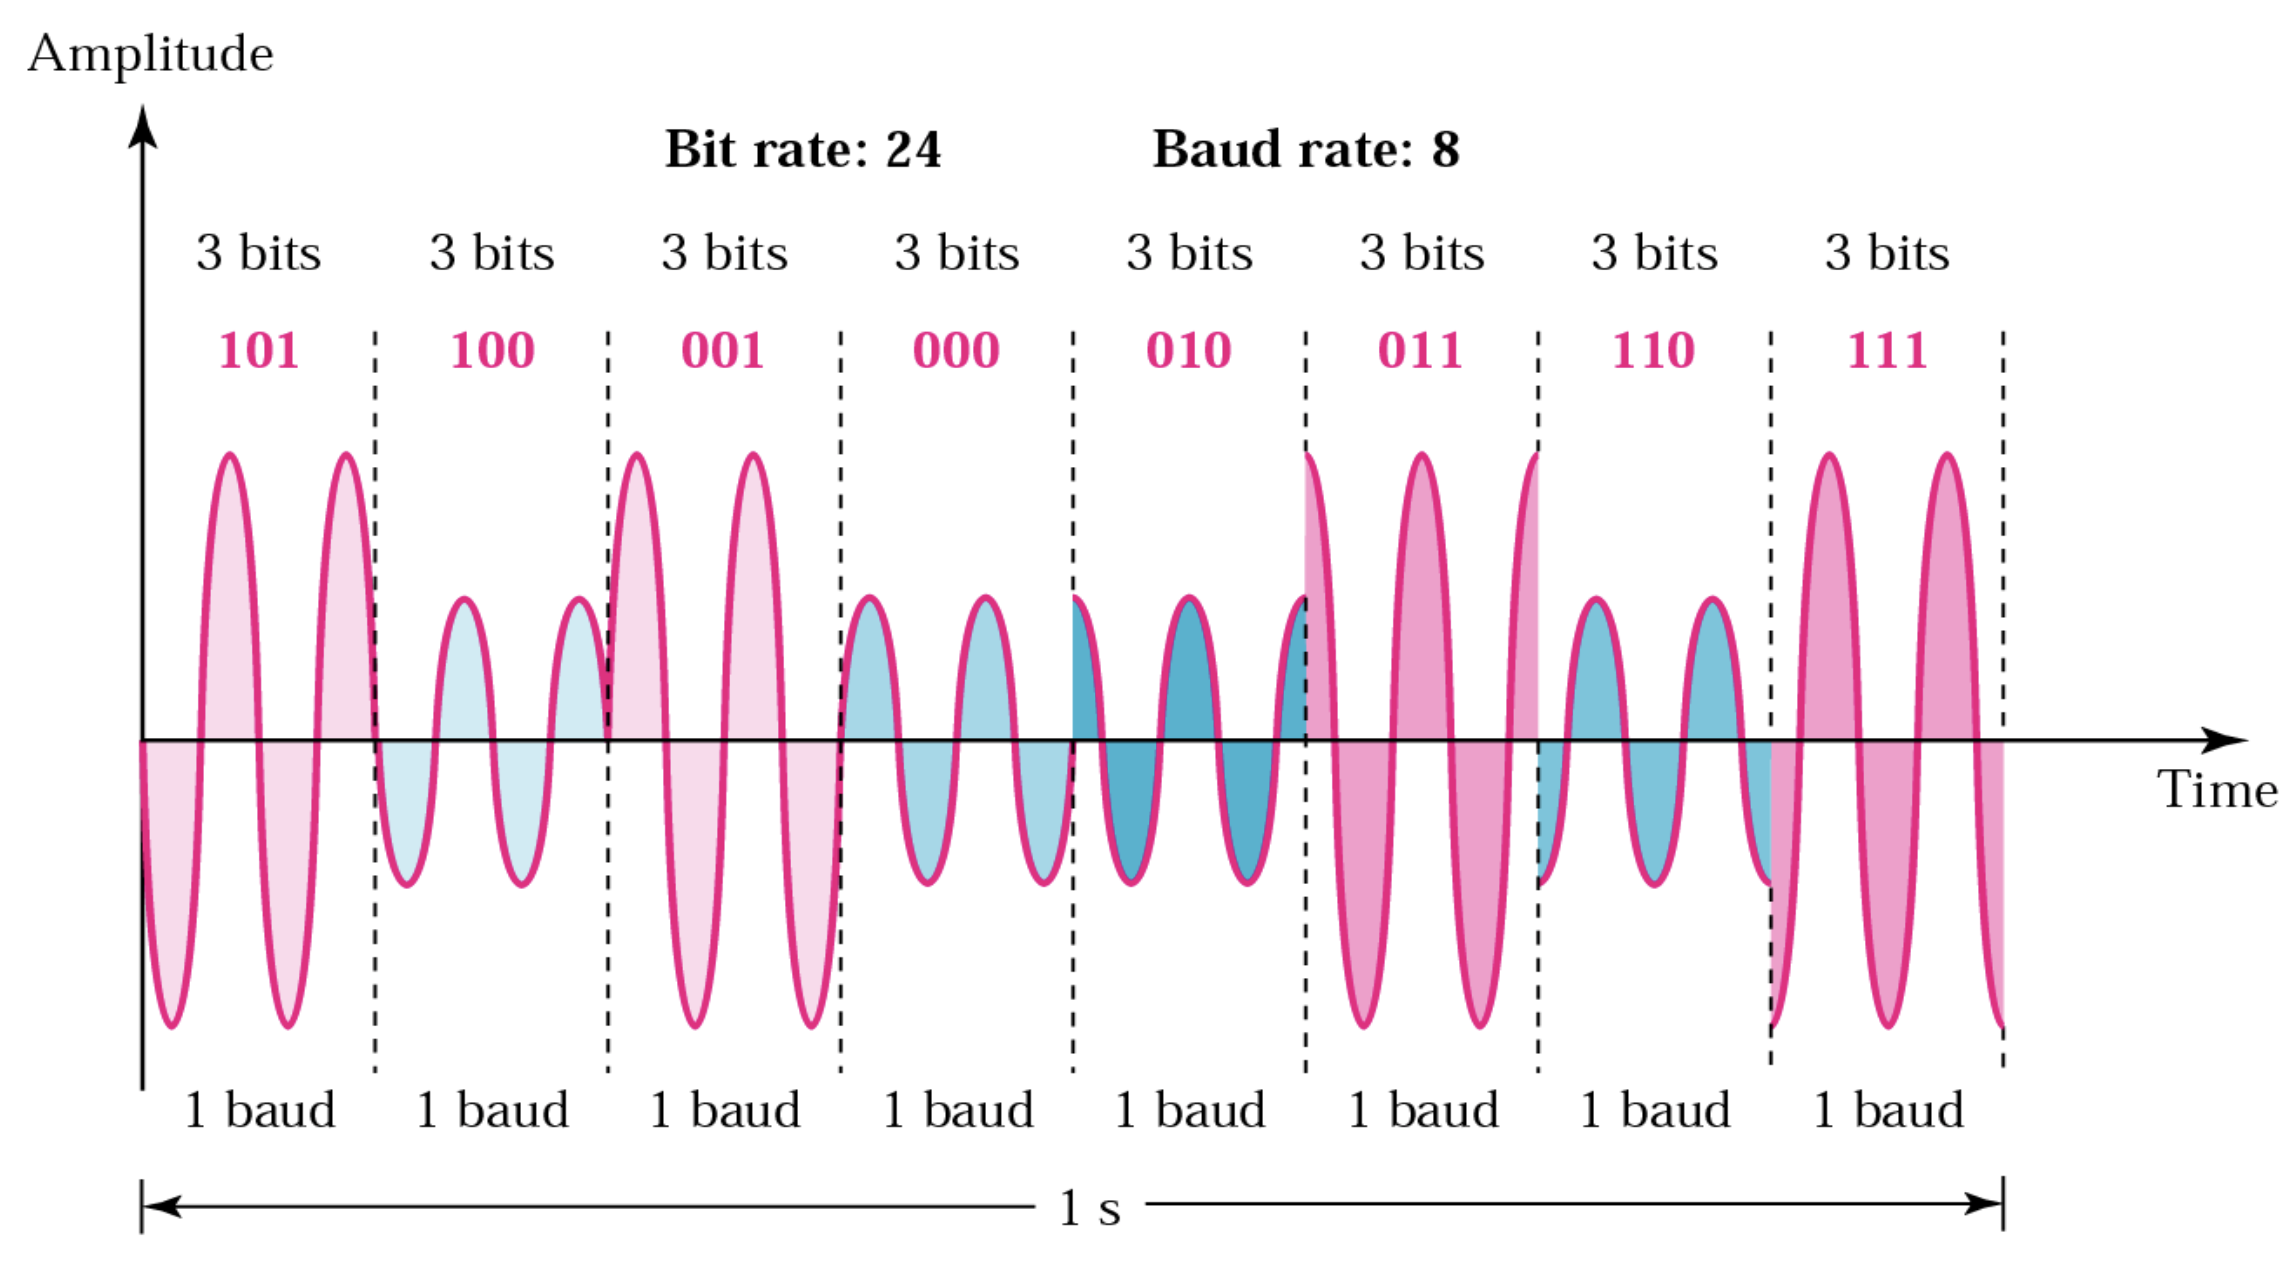 Amplitude
Bit rate: 24 Baud rate: 8
3 bits 3 bits 3 bits 3 bits 3 bits 3 bits 3 bits 3 bits
101 100 001 000 010 011 110 111
Time
1 baud 1 baud 1 baud 1 baud 1 baud 1 baud 1 baud 1 baud
1 s